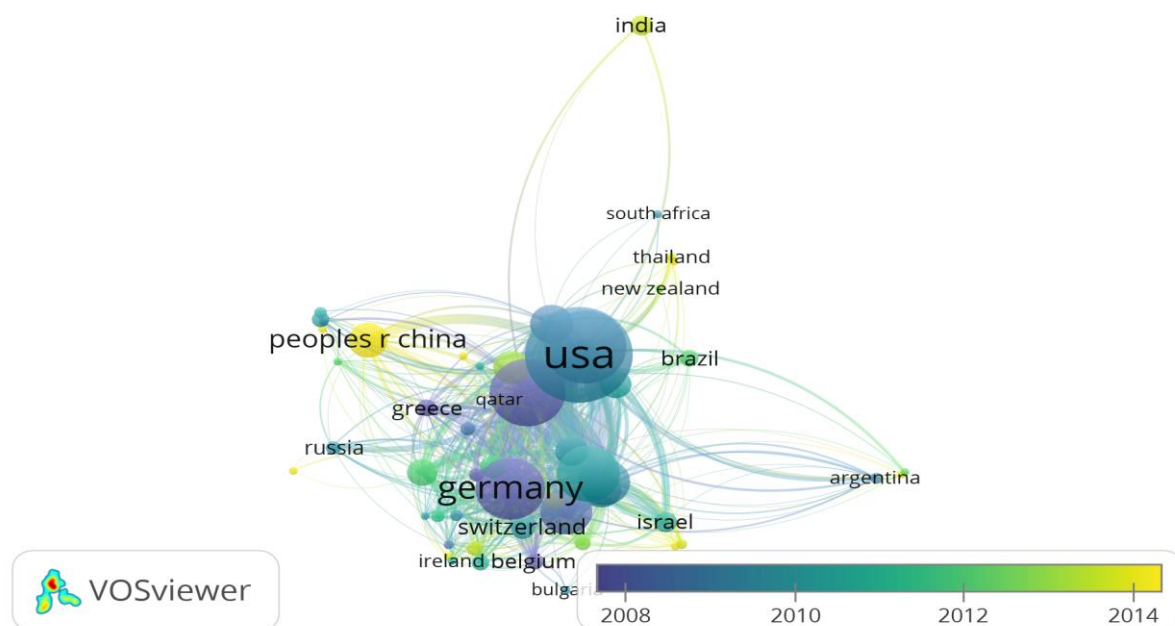 india
south africa
thailand
new zealand
peoples r china
usa
brazil
qatar
greece
russia
argentina
germany
switzerland
israel
ireland
belgium
bulgaria
VOSviewer
2008
2010
2012
2014